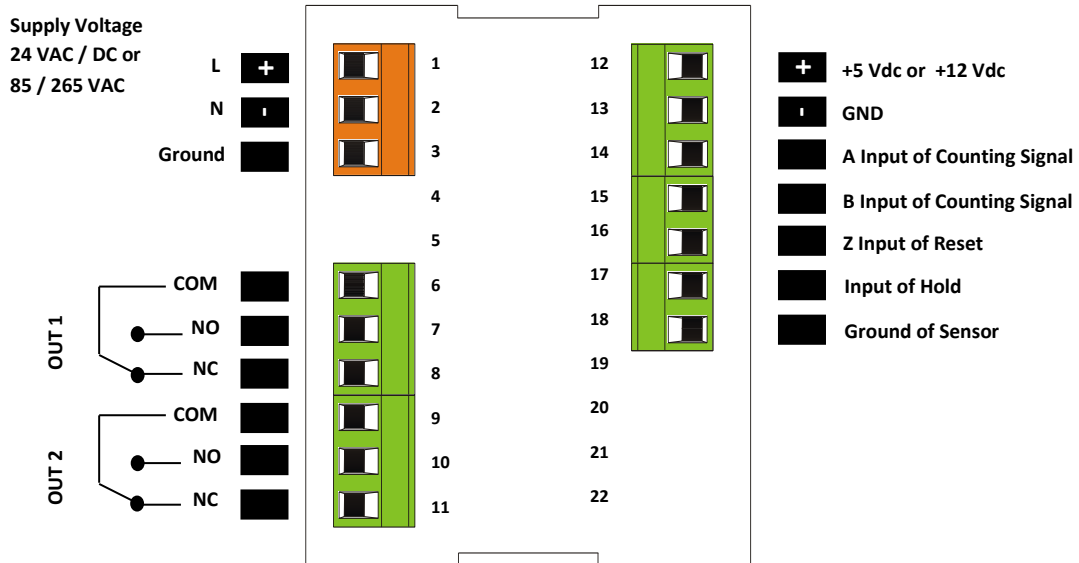 Supply Voltage
24 VAC / DC or
85 / 265 VAC
L +
N -
Ground
COM
NO
NC
OUT 1
COM
NO
NC
OUT 2
1
2
3
4
5
6
7
8
9
10
11
12
13
14
15
16
17
18
19
20
21
22
+ +5 Vdc or +12 Vdc
- GND
A Input of Counting Signal
B Input of Counting Signal
Z Input of Reset
Input of Hold
Ground of Sensor